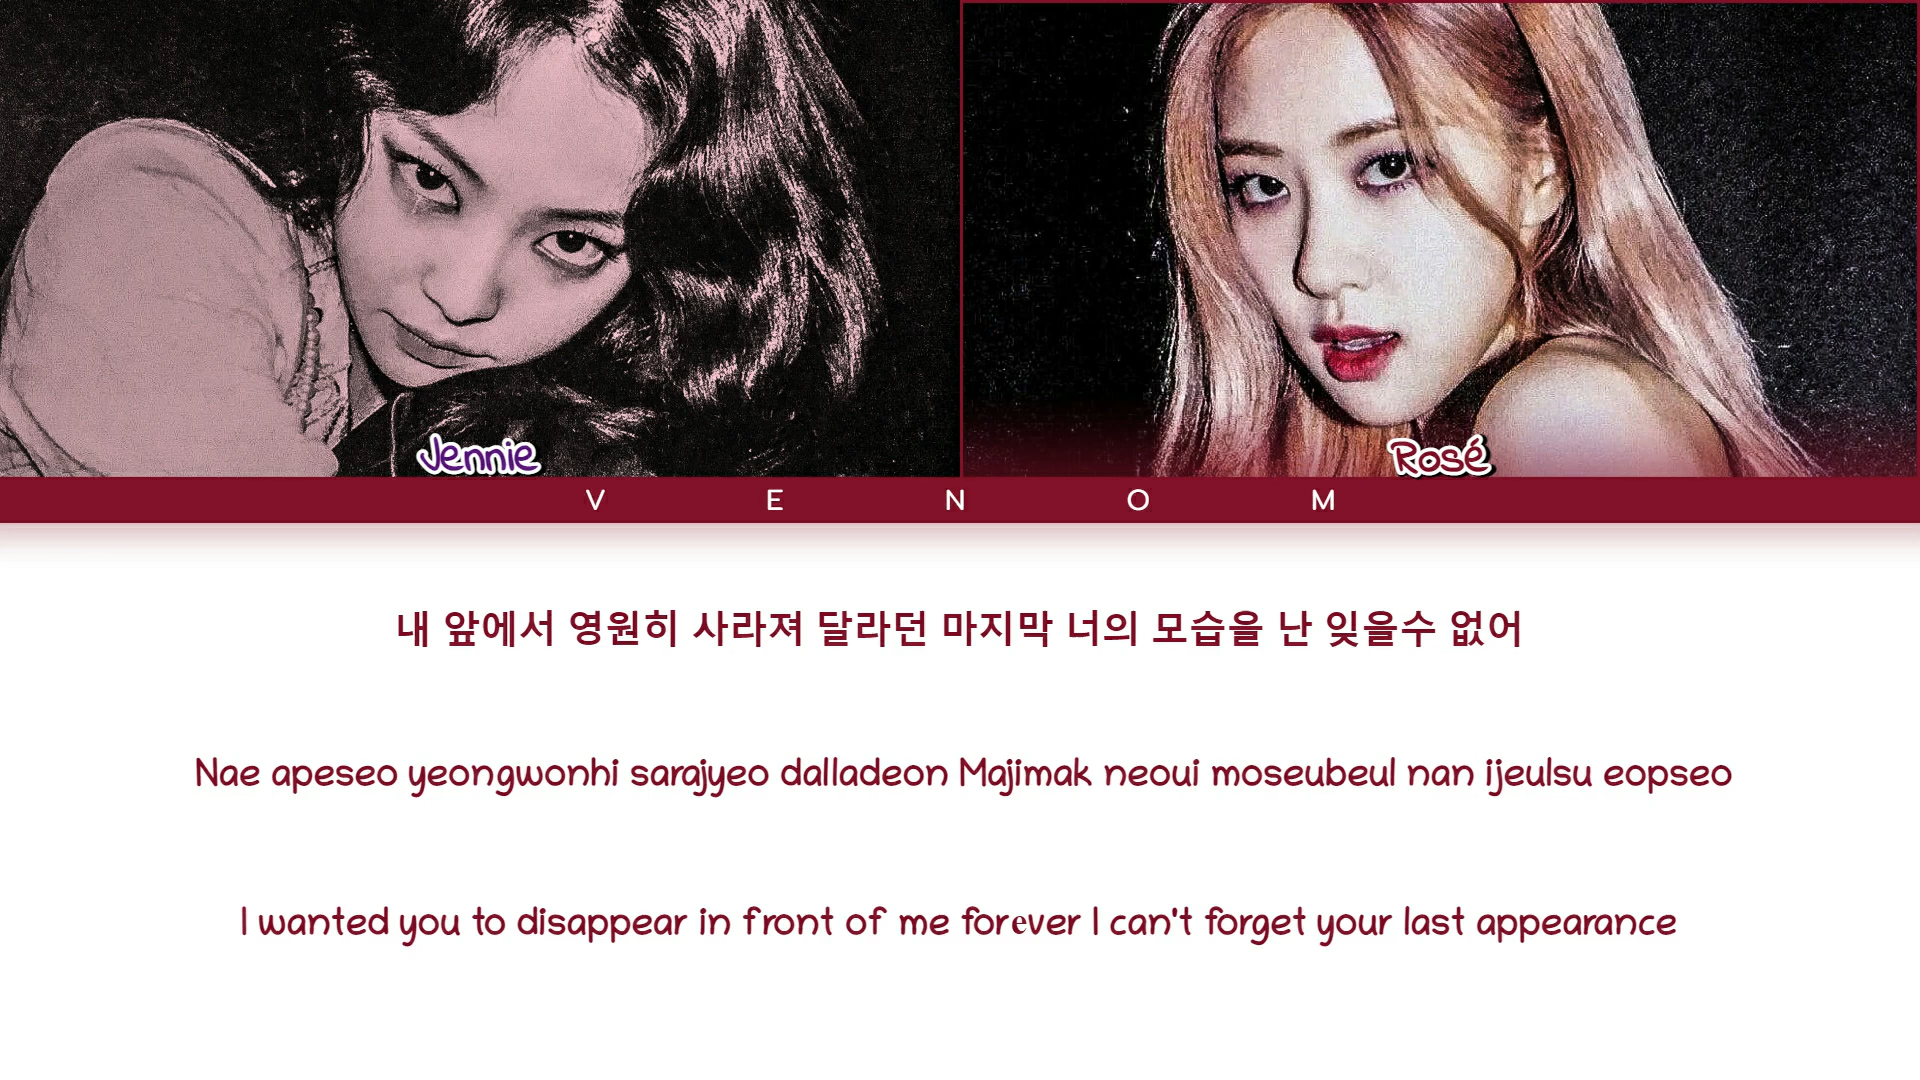 Jennie
Rosé
V E N O M
내 앞에서 영원히 사라져 달라던 마지막 너의 모습을 난 잊을수 없어
Nae apeseo yeongwonhi sarajyeo dalladeon Majimak neoui moseubeul nan ijeulsu eopseo
I wanted you to disappear in front of me forever I can't forget your last appearance